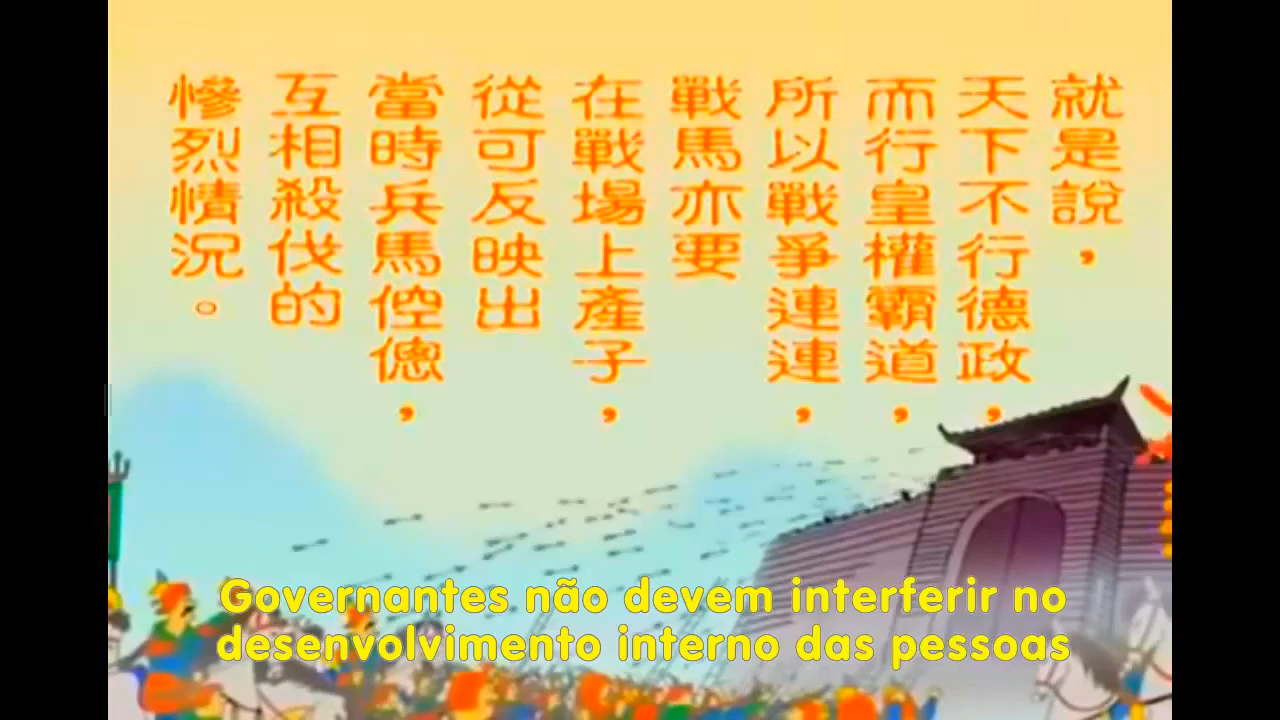 就是說，
天下不行德政，
而行皇權霸道，
所以戰爭連連，
戰馬亦要
在戰場上產子，
從可反映出
當時兵馬倥傯，
互相殺伐的
慘烈情況。
Governantes não devem interferir no
desenvolvimento interno das pessoas